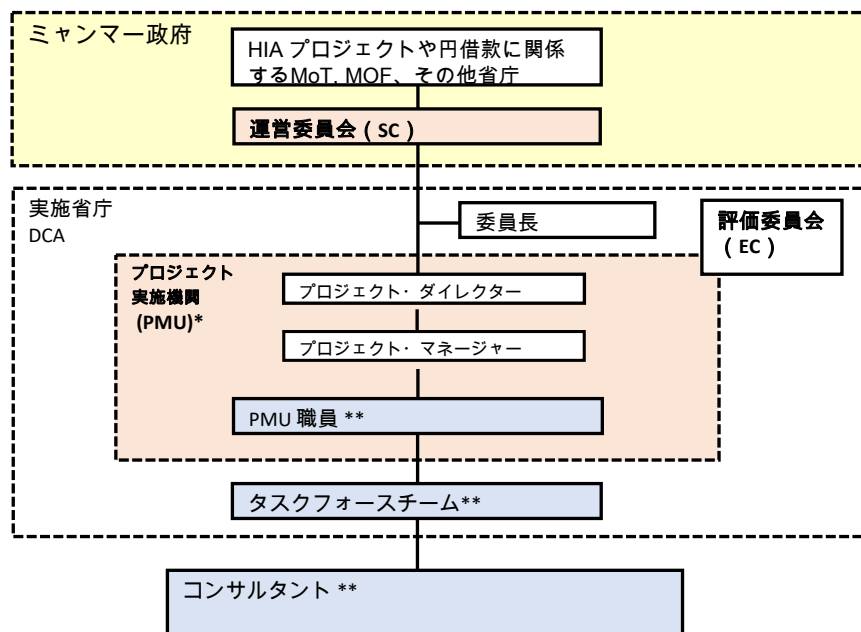 ミャンマー政府
HIA プロジェクトや円借款に関係
するMoT, MOF、その他省庁
運営委員会 ( SC )
実施省庁
DCA
委員長
評価委員会
( EC )
プロジェクト
実施機関
(PMU)*
プロジェクト・ダイレクター
プロジェクト・マネージャー
PMU 職員 **
タスクフォースチーム**
コンサルタント **